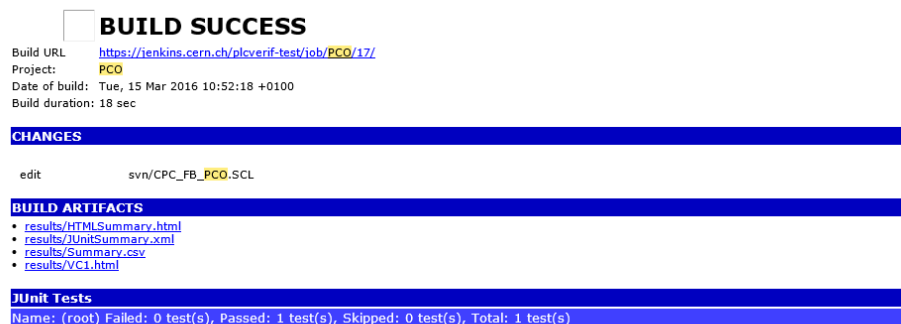 BUILD SUCCESS
Build URL https://jenkins.cern.ch/plcverif-test/job/PCO/17/
Project: PCO
Date of build: Tue, 15 Mar 2016 10:52:18 +0100
Build duration: 18 sec
CHANGES
edit svn/CPC_FB_PCO.SCL
BUILD ARTIFACTS
• results/HTMLSummary.html
• results/JUnitSummary.xml
• results/Summary.csv
• results/VC1.html
JUnit Tests
Name: (root) Failed: 0 test(s), Passed: 1 test(s), Skipped: 0 test(s), Total: 1 test(s)